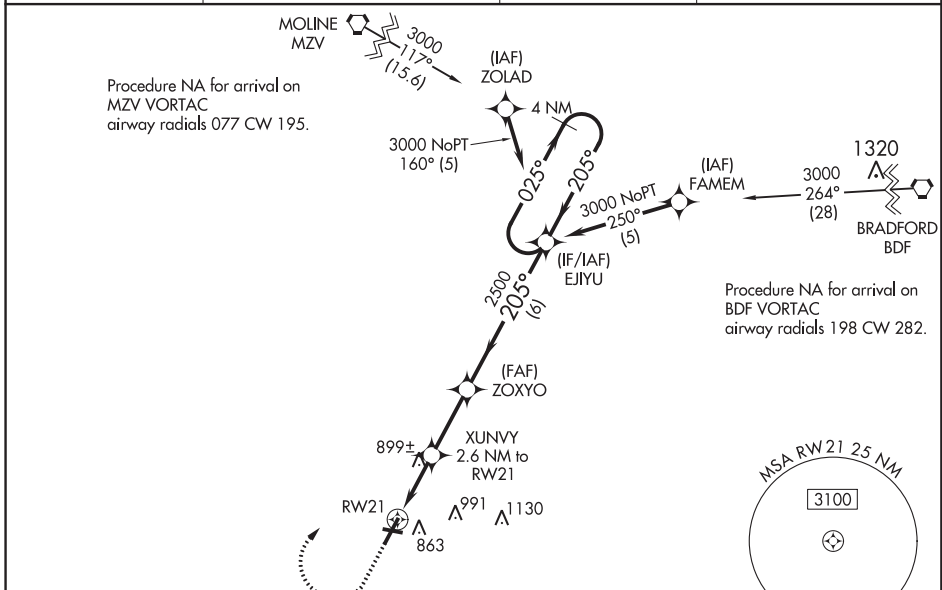 MOLINE
MZV
3000
117°
(15.6)
(IAF)
ZOLAD
Procedure NA for arrival on
MZV VORTAC
airway radials 077 CW 195.
4 NM
3000 NoPT
160° (5)
025°
205°
(IAF)
FAMEM
3000 NoPT
250°
(5)
1320
3000
264°
(28)
BRADFORD
BDF
(IF/IAF)
EJIYU
2500
205°
(6)
Procedure NA for arrival on
BDF VORTAC
airway radials 198 CW 282.
(FAF)
ZOXYO
899±
XUNVY
2.6 NM to
RW21
RW21
991
1130
863
MSA RW21 25 NM
3100